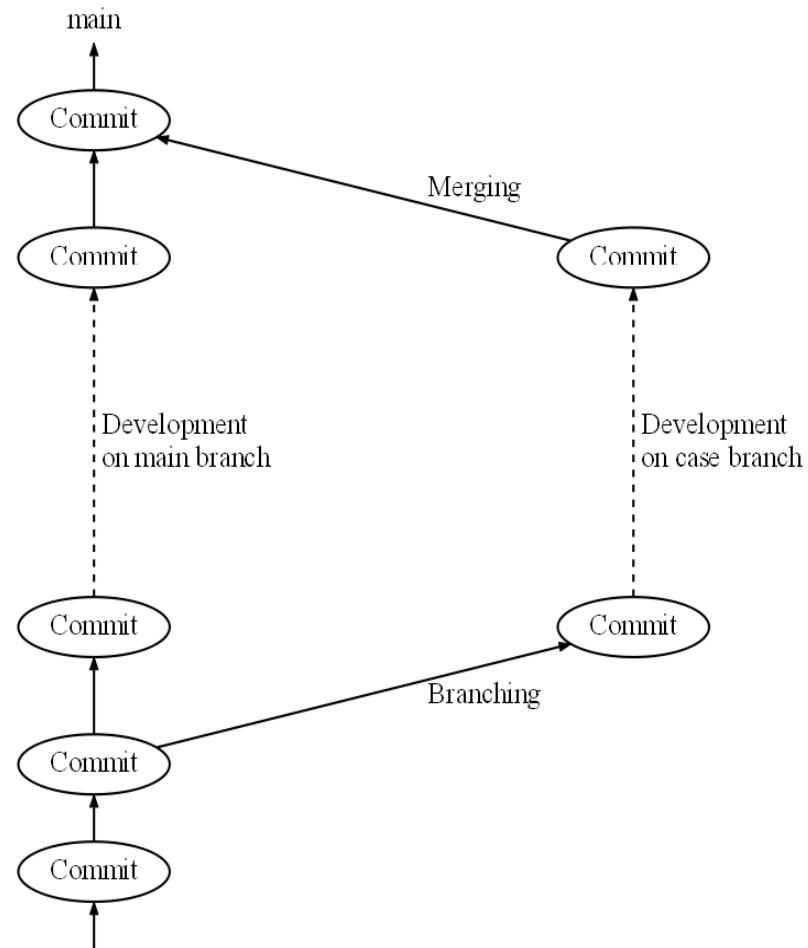 main
Commit
Merging
Commit
Commit
Development
on main branch
Development
on case branch
Commit
Commit
Branching
Commit
Commit